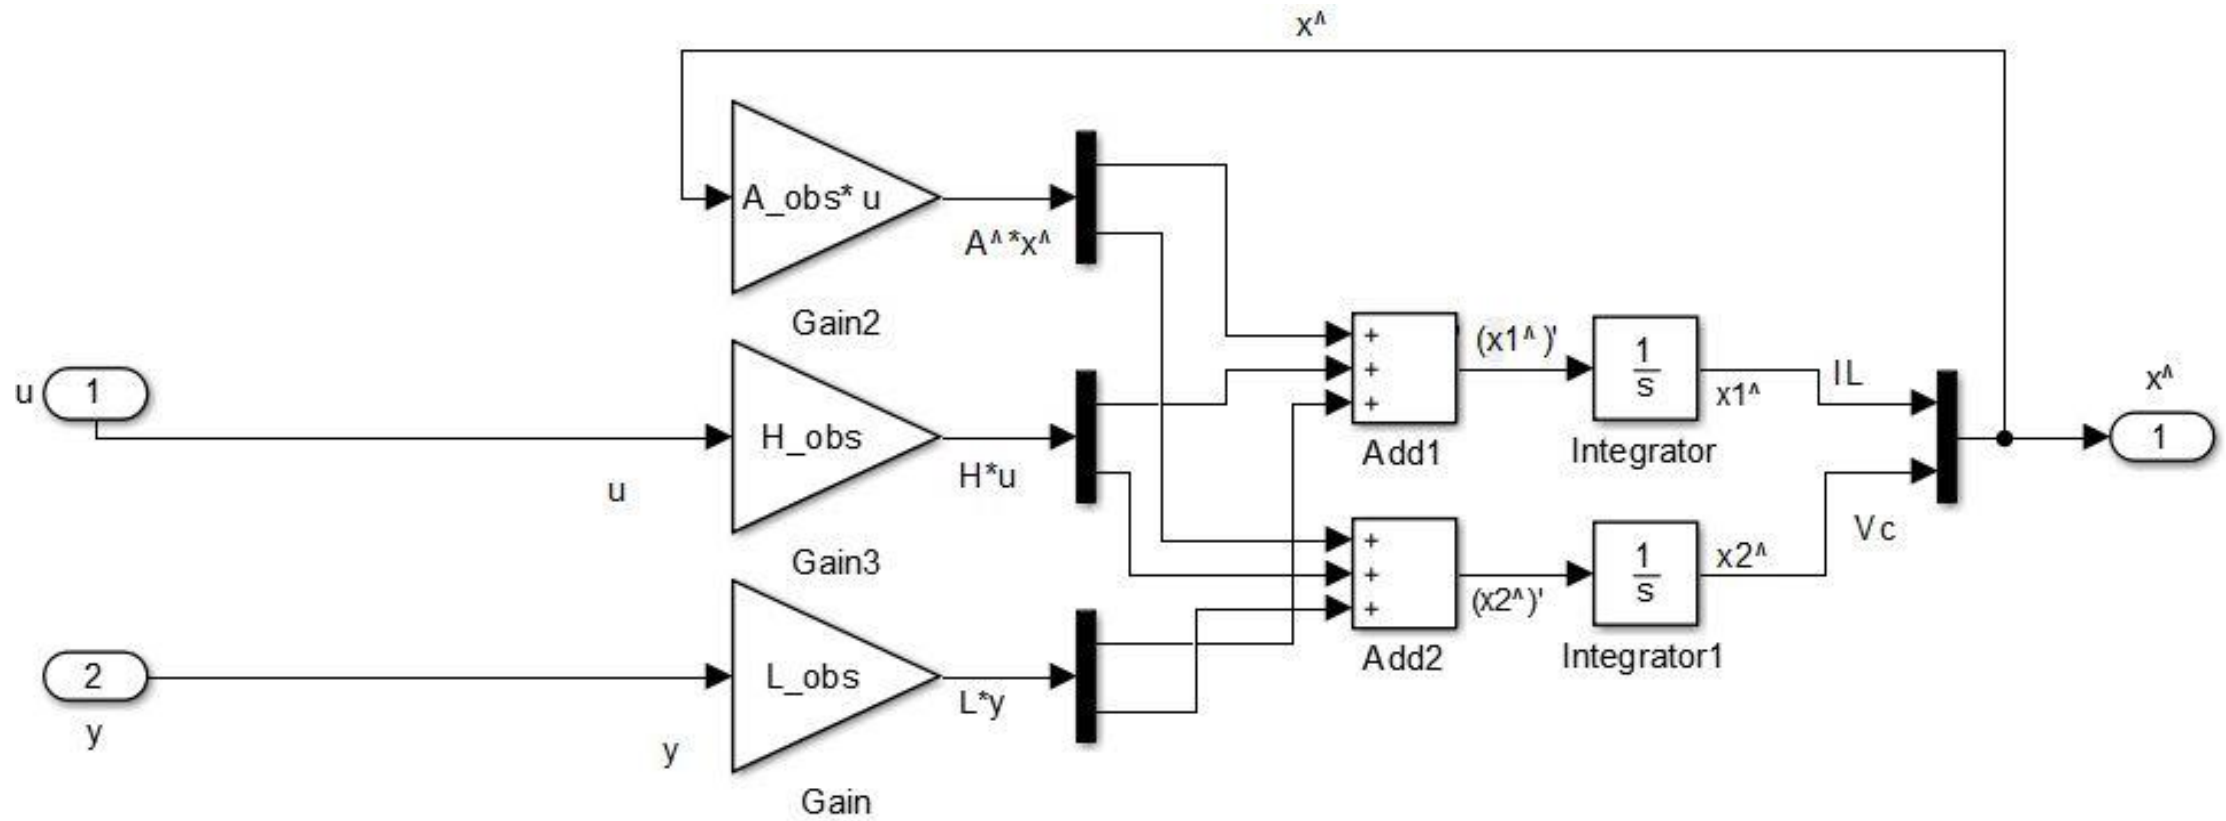 x^
A_obs* u
A^*x^
Gain2
u
1
H_obs
H*u
u
Gain3
2
y
L_obs
L*y
y
Gain
+
+
+
Add1
(x1^)'
1
s
Integrator
x1^
IL
+
+
+
Add2
(x2^)'
1
s
Integrator1
x2^
Vc
x^
1